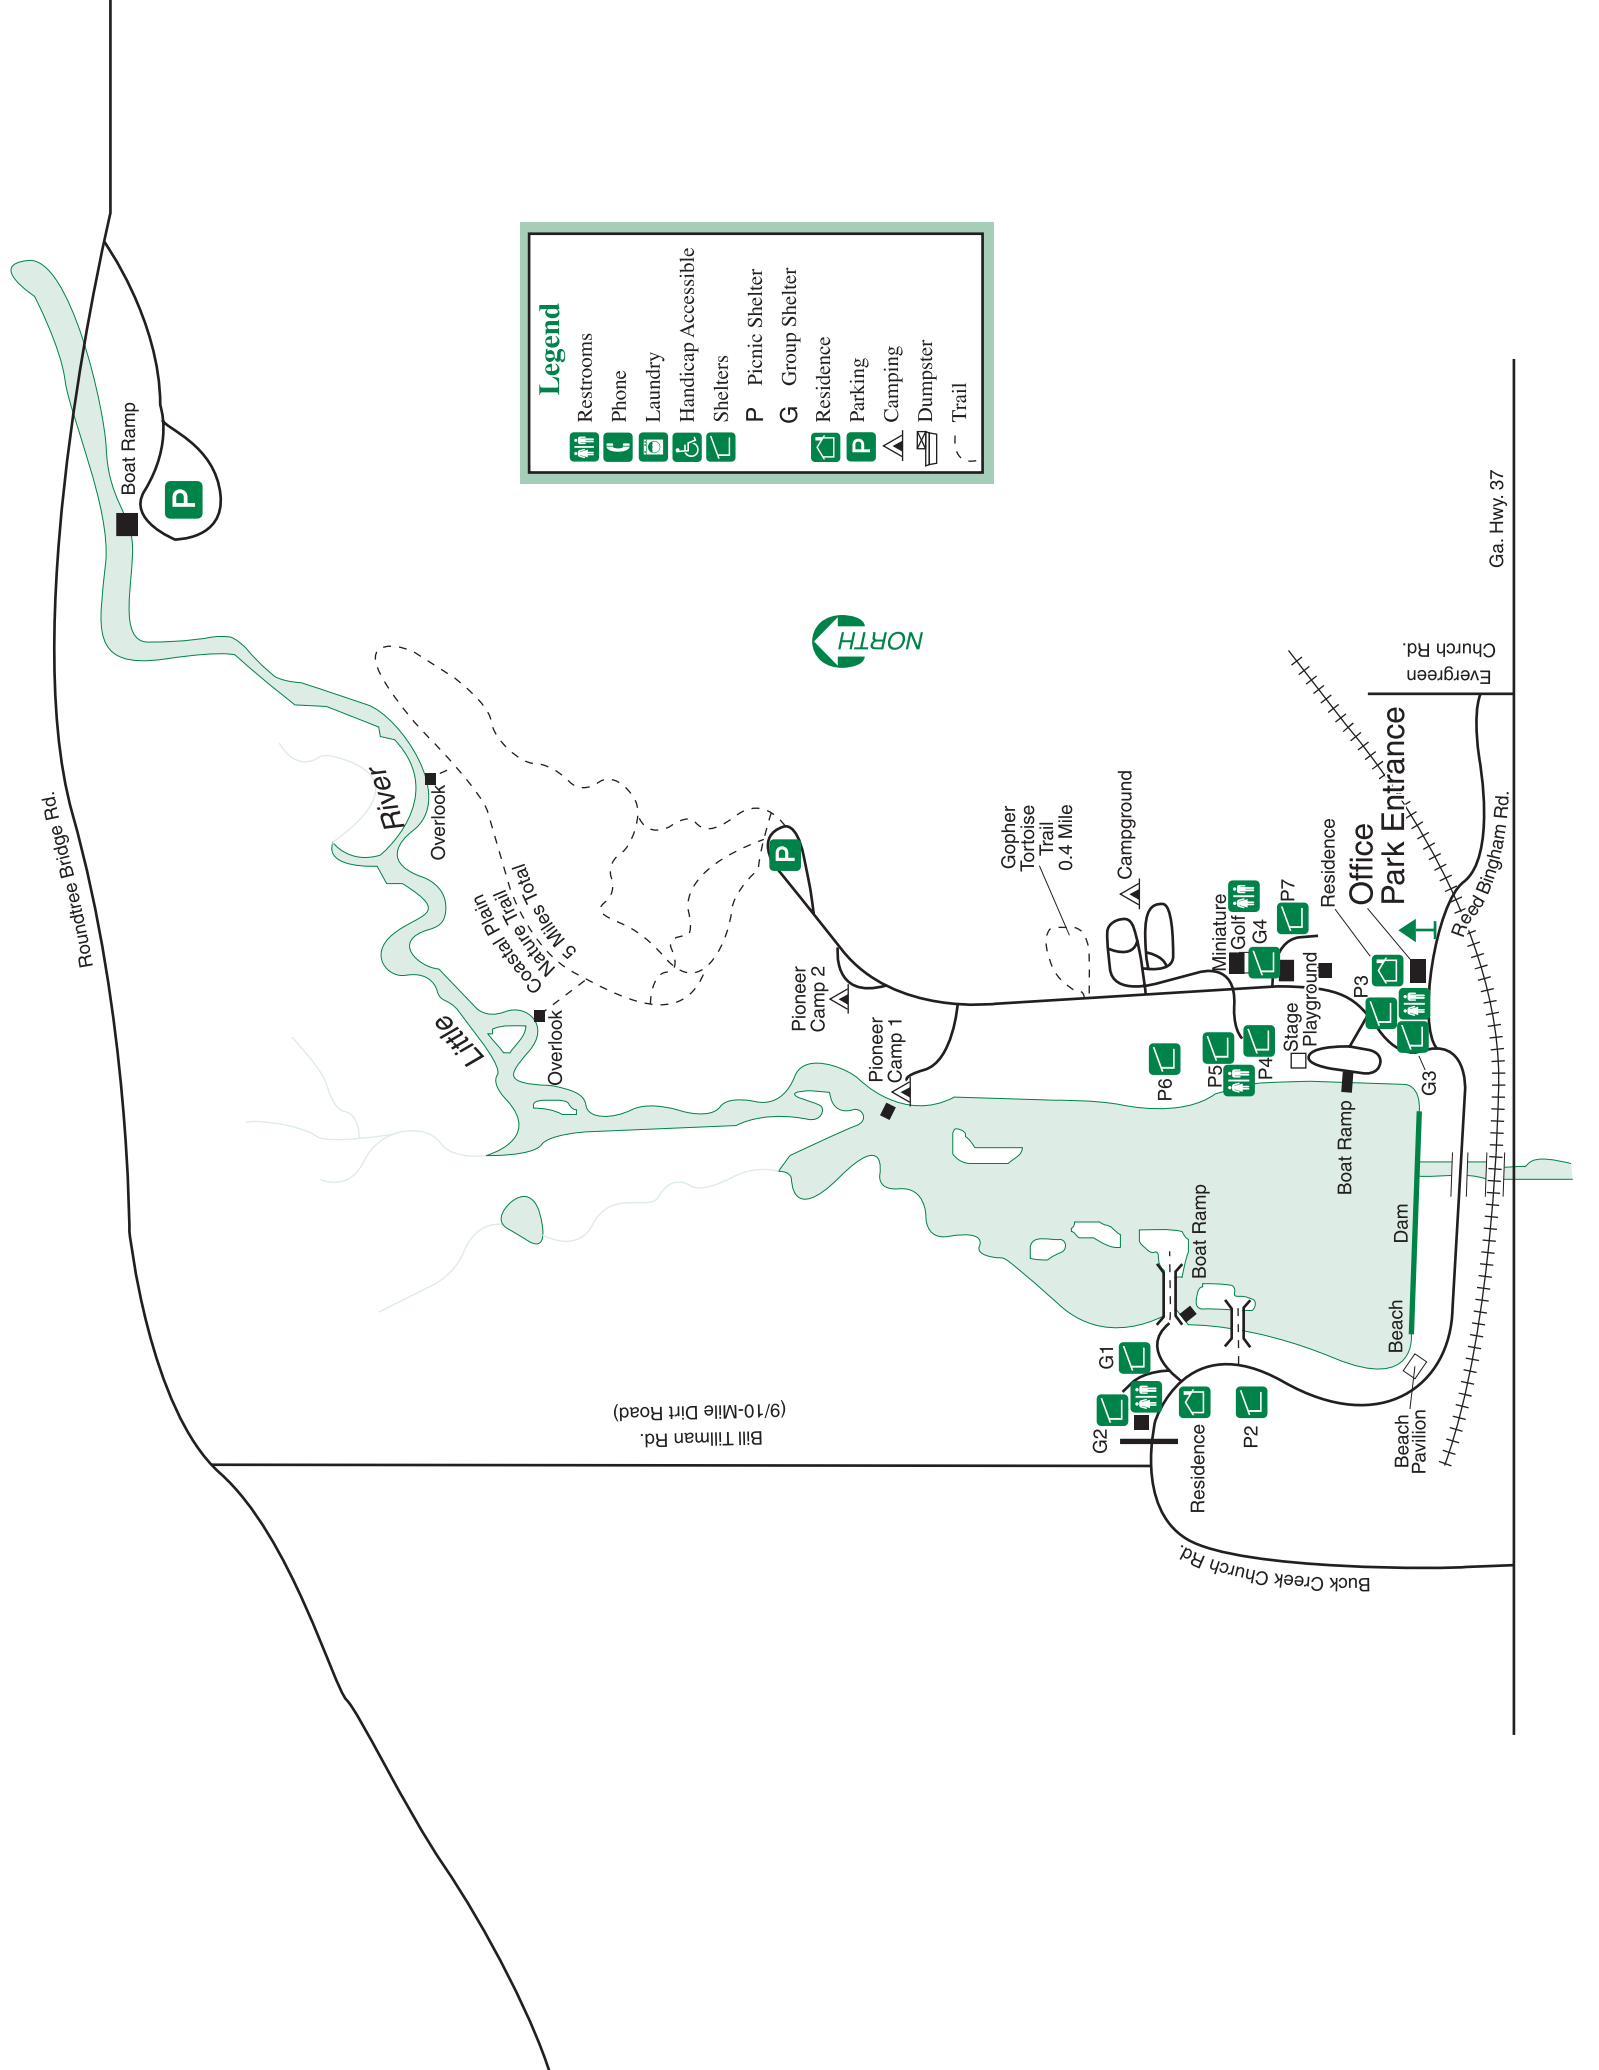 Roundtree Bridge Rd.
Boat Ramp
P
Legend
Restrooms
Phone
Laundry
Handicap Accessible
Shelters
P Picnic Shelter
G Group Shelter
Residence
P Parking
Camping
Dumpster
Trail
NORTH
Little
River
Overlook
Overlook
Coastal Plain
Nature Trail
5 Miles Total
P
Pioneer
Camp 2
Pioneer
Camp 1
Gopher
Tortoise
Trail
0.4 Mile
Campground
Miniature
Golf
G4
P7
Residence
Office
Park Entrance
P3
Stage
Playground
P6
P5
P4
G3
Boat Ramp
Boat Ramp
Dam
Beach
Beach
Pavilion
G1
G2
Residence
P2
Bill Tillman Rd.
(9/10-Mile Dirt Road)
Buck Creek Church Rd.
Reed Bingham Rd.
Evergreen
Church Rd.
Ga. Hwy. 37